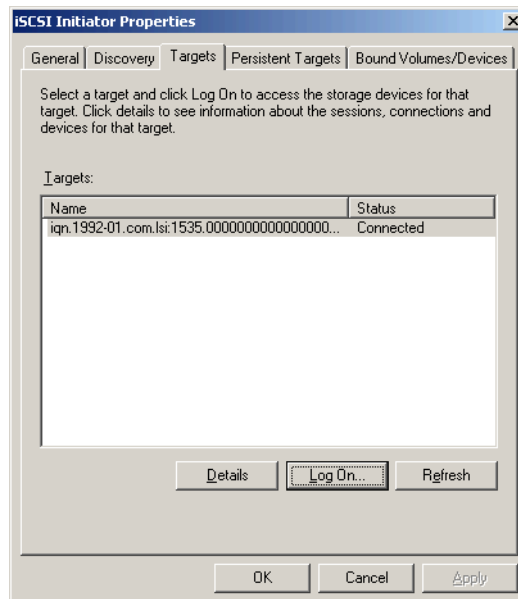 iSCSI Initiator Properties
General Discovery Targets Persistent Targets Bound Volumes/Devices
Select a target and click Log On to access the storage devices for that
target. Click details to see information about the sessions, connections and
devices for that target.
Targets:
Name Status
iqn.1992-01.com.lsi:1535.0000000000000000... Connected
Details Log On... Refresh
OK Cancel Apply